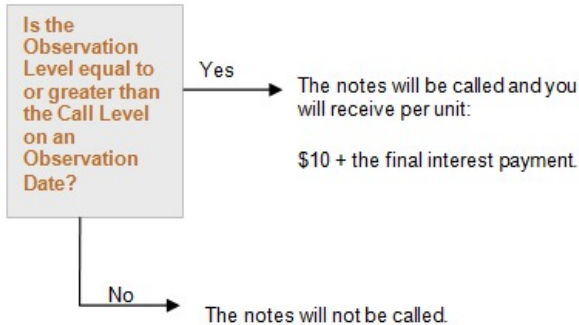 Is the
Observation
Level equal to
or greater than
the Call Level
on an
Observation
Date?
Yes
The notes will be called and you
will receive per unit:
$10 + the final interest payment.
No
The notes will not be called.